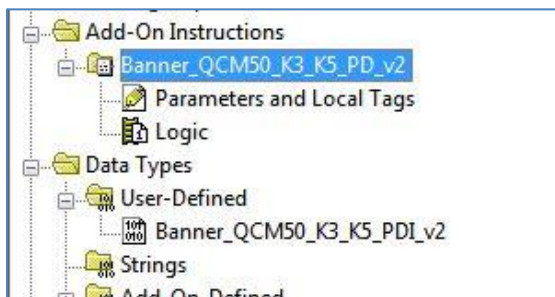 Add-On Instructions
Banner_QCM50_K3_K5_PD_v2
Parameters and Local Tags
Logic
Data Types
User-Defined
Banner_QCM50_K3_K5_PDI_v2
Strings
Add-On-Defined